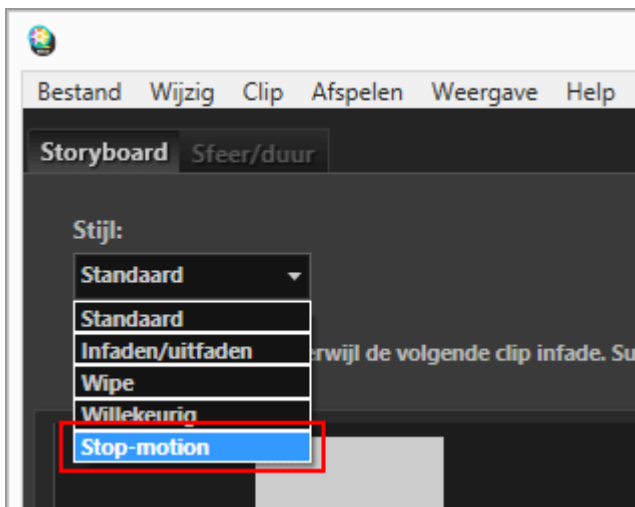 Bestand Wijzig Clip Afspelen Weergave Help
Storyboard Sfeer/duur
Stijl:
Standaard
Standaard
Infaden/uitfaden rwijl de volgende clip infade. Su
Wipe
Willekeurig
Stop-motion